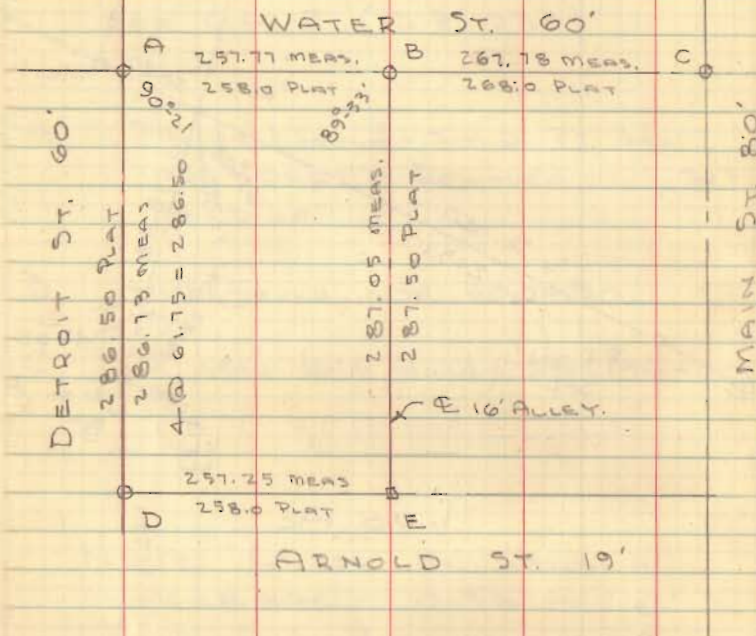 WATER ST. 60'
A 257.77 MEAS. B 267.78 MEAS. C
258.0 PLAT 268.0 PLAT
90°-21
89°-33'
DETROIT ST. 60'
286.50 PLAT
286.73 MEAS
4 @ 61.75 = 286.50
287.05 MEAS.
287.50 PLAT
MAIN ST 80'
℄ 16' ALLEY.
257.25 MEAS
258.0 PLAT
D E
ARNOLD ST. 19'